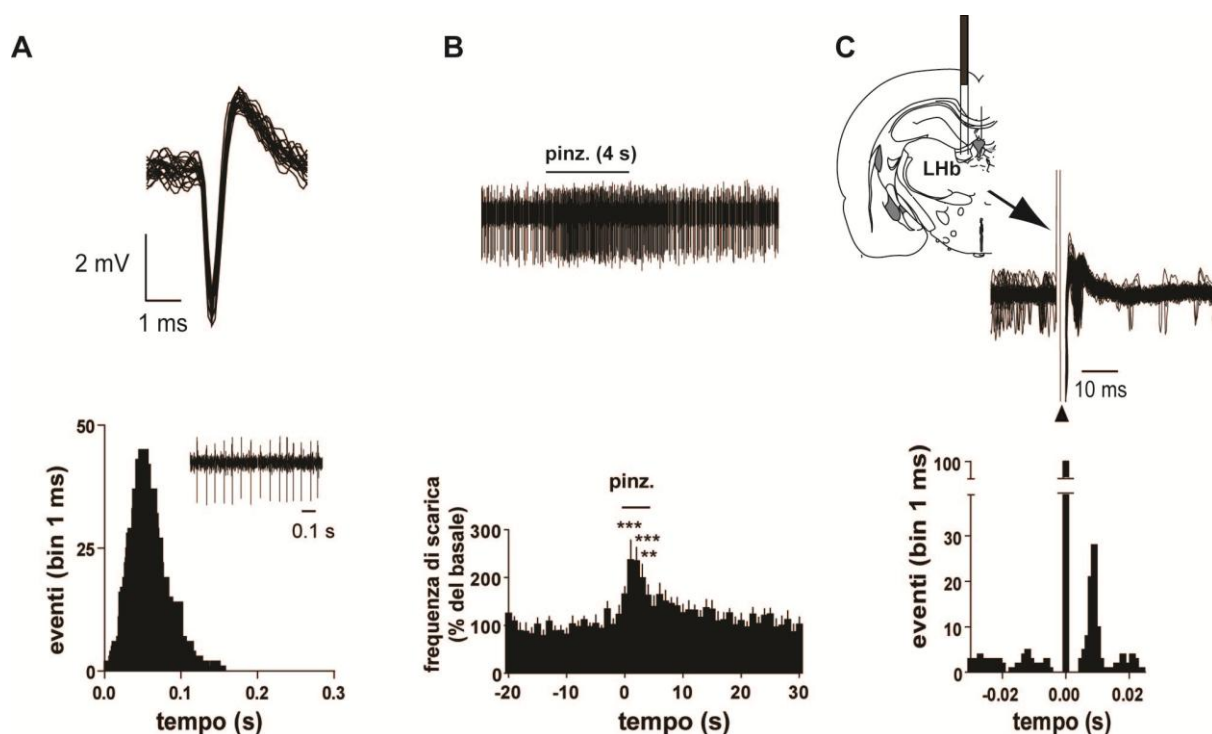 A
2 mV
1 ms
50
25
0
eventi (bin 1 ms)
0.1 s
0.0
0.1
0.2
0.3
tempo (s)
B
pinz. (4 s)
pinz.
***
***
**
300
200
100
0
frequenza di scarica
(% del basale)
-20
-10
0
10
20
30
tempo (s)
C
LHb
10 ms
100
30
20
10
0
eventi (bin 1 ms)
-0.02
0.00
0.02
tempo (s)